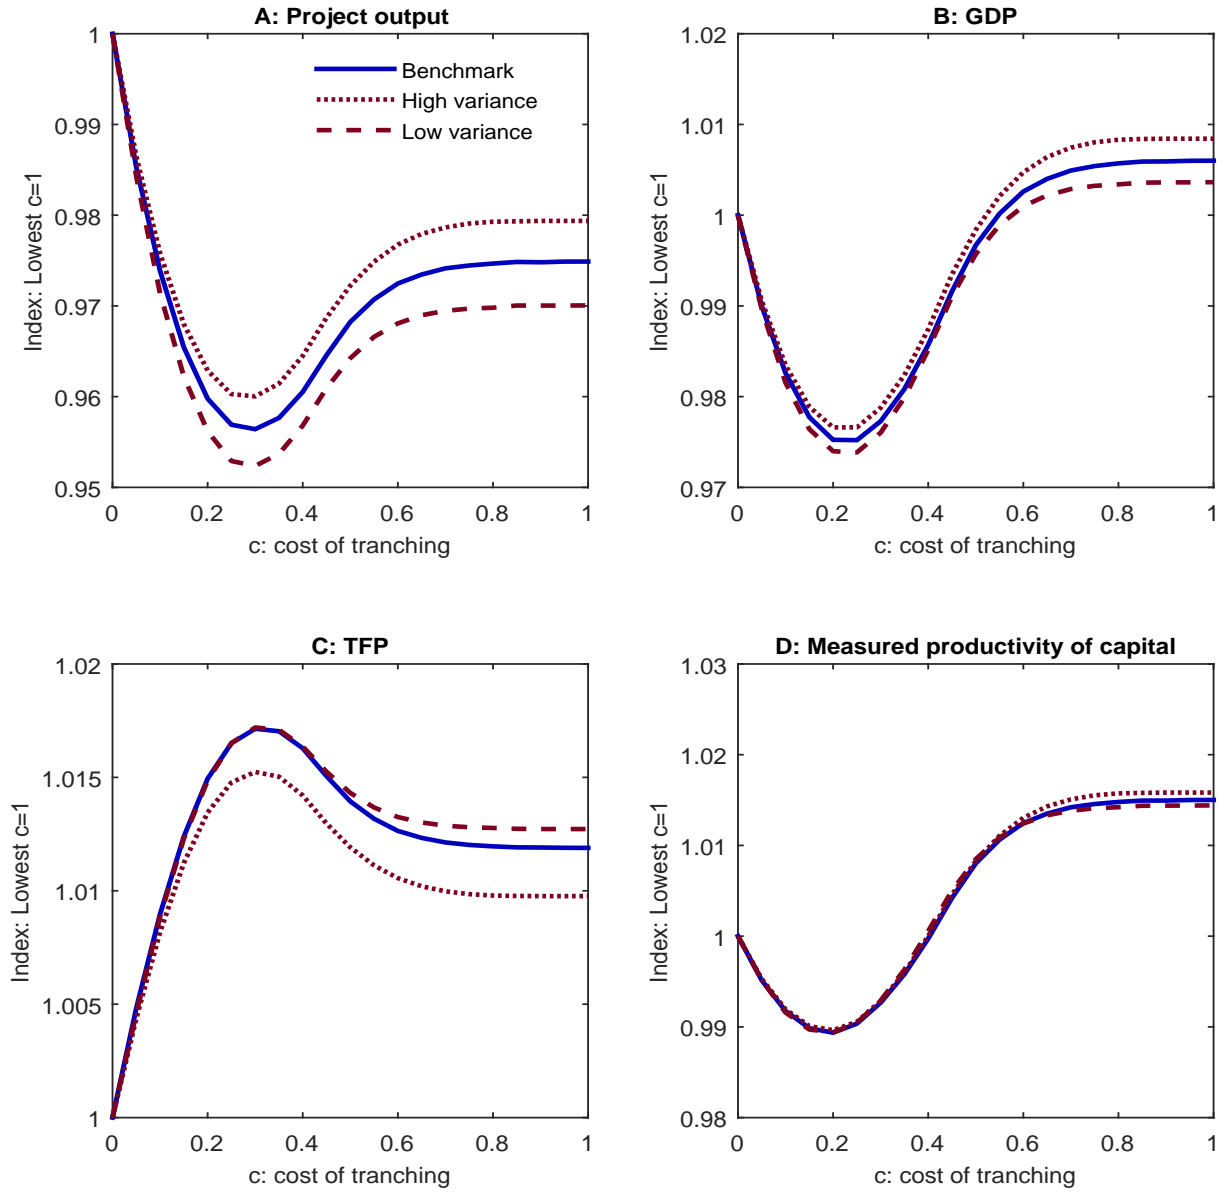 A: Project output
1
0.99
0.98
0.97
0.96
0.95
Index: Lowest c=1
Benchmark
High variance
Low variance
0 0.2 0.4 0.6 0.8 1
c: cost of tranching
B: GDP
1.02
1.01
1
0.99
0.98
0.97
Index: Lowest c=1
0 0.2 0.4 0.6 0.8 1
c: cost of tranching
C: TFP
1.02
1.015
1.01
1.005
1
Index: Lowest c=1
0 0.2 0.4 0.6 0.8 1
c: cost of tranching
D: Measured productivity of capital
1.03
1.02
1.01
1
0.99
0.98
Index: Lowest c=1
0 0.2 0.4 0.6 0.8 1
c: cost of tranching